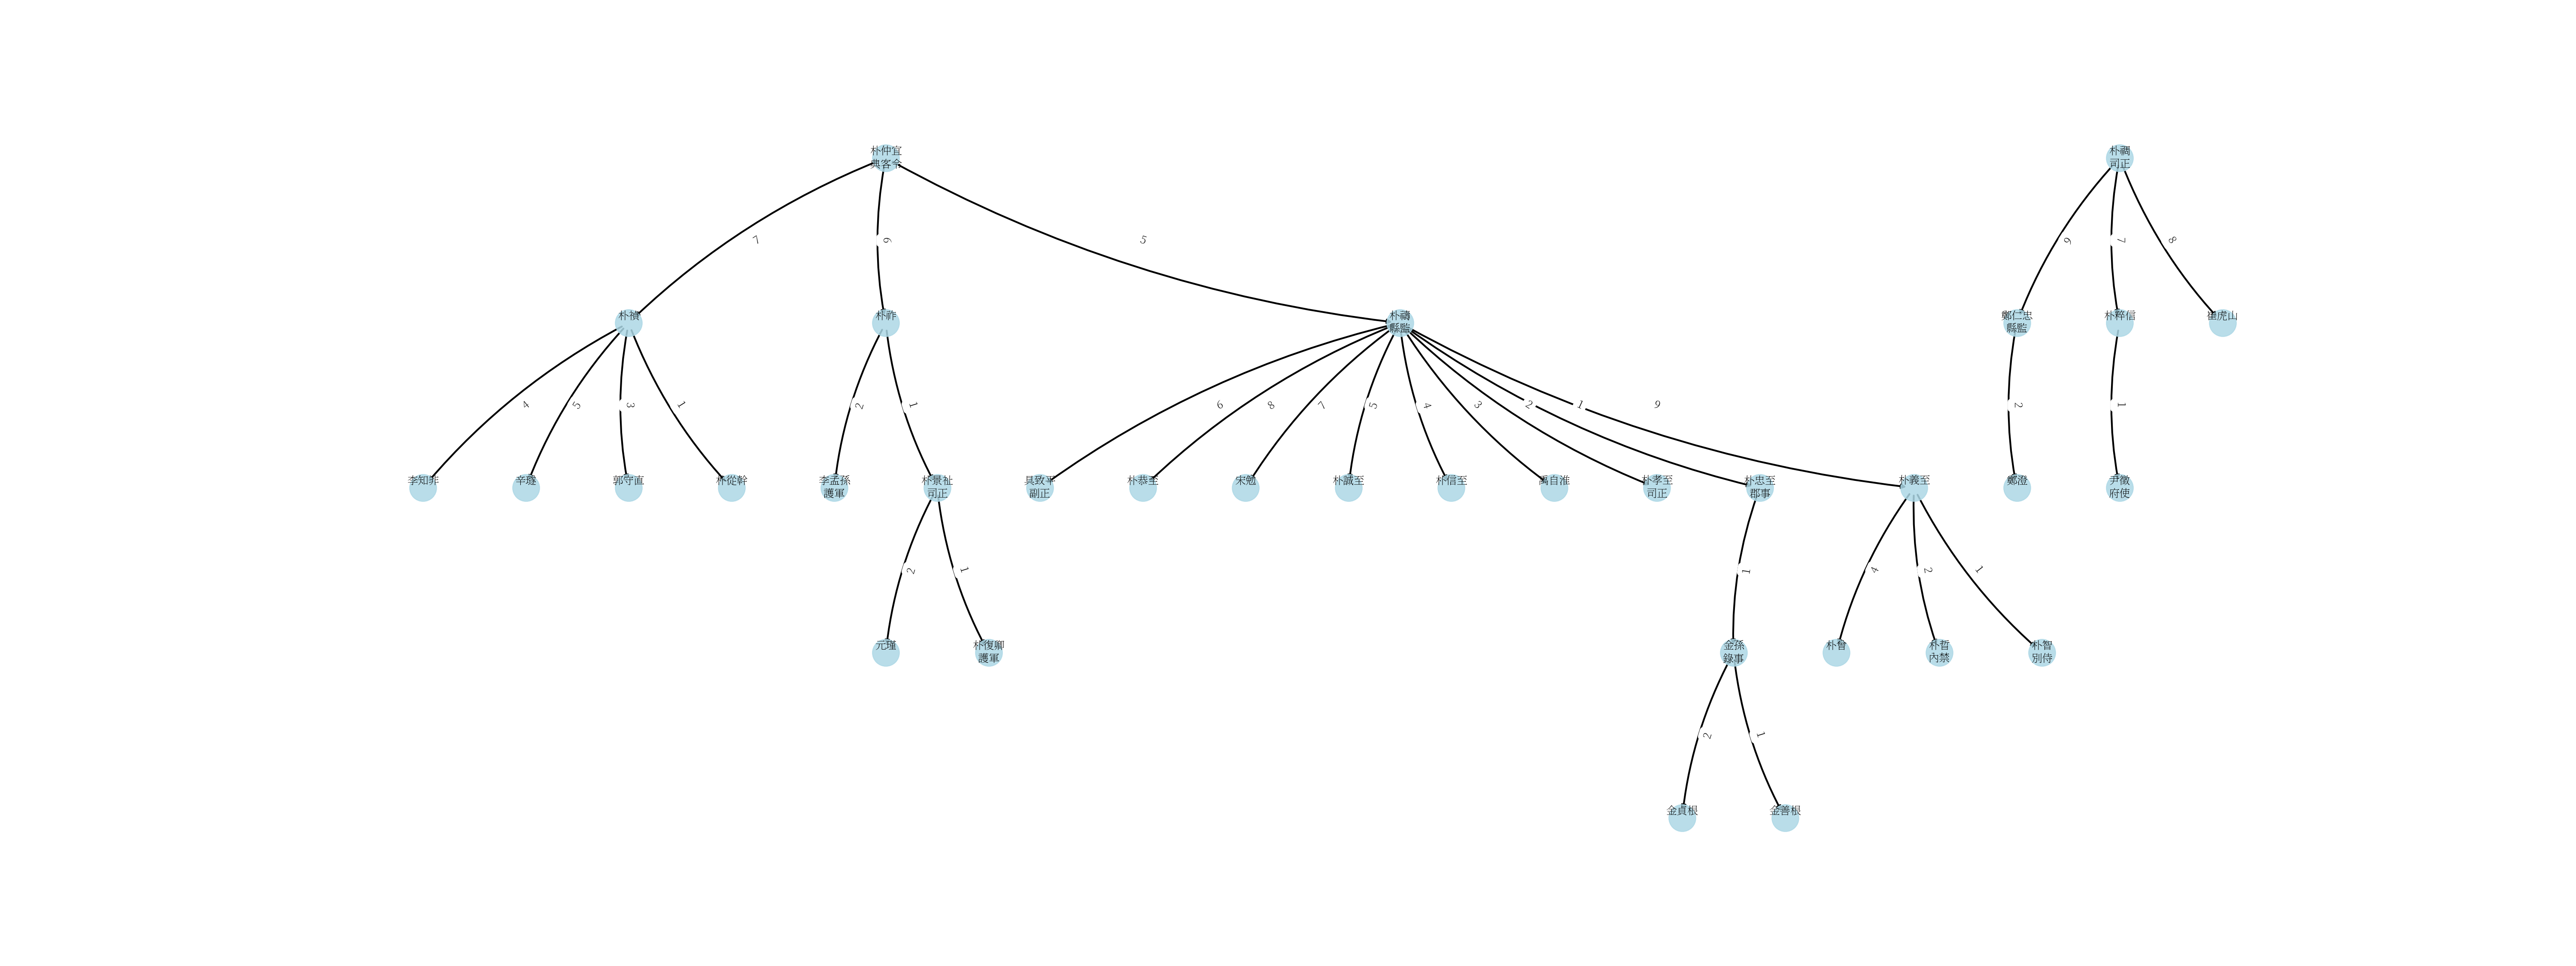 朴仲宜
典客令
朴禂
司正
7
6
5
9
7
8
朴禎
朴祚
朴禱
縣監
鄭仁忠
縣監
朴粹信
崔虎山
4
5
3
1
2
1
6
8
7
5
4
3
2
1
9
2
1
李知非
辛璲
郭守直
朴從幹
李孟孫
護軍
朴景祉
司正
具致平
副正
朴恭至
宋勉
朴誠至
朴信至
禹自淮
朴孝至
司正
朴忠至
郡事
朴義至
鄭澄
尹徵
府使
2
1
1
4
2
1
元瑾
朴復卿
護軍
金孫
錄事
朴曾
朴哲
內禁
朴智
別侍
2
1
金貞根
金善根